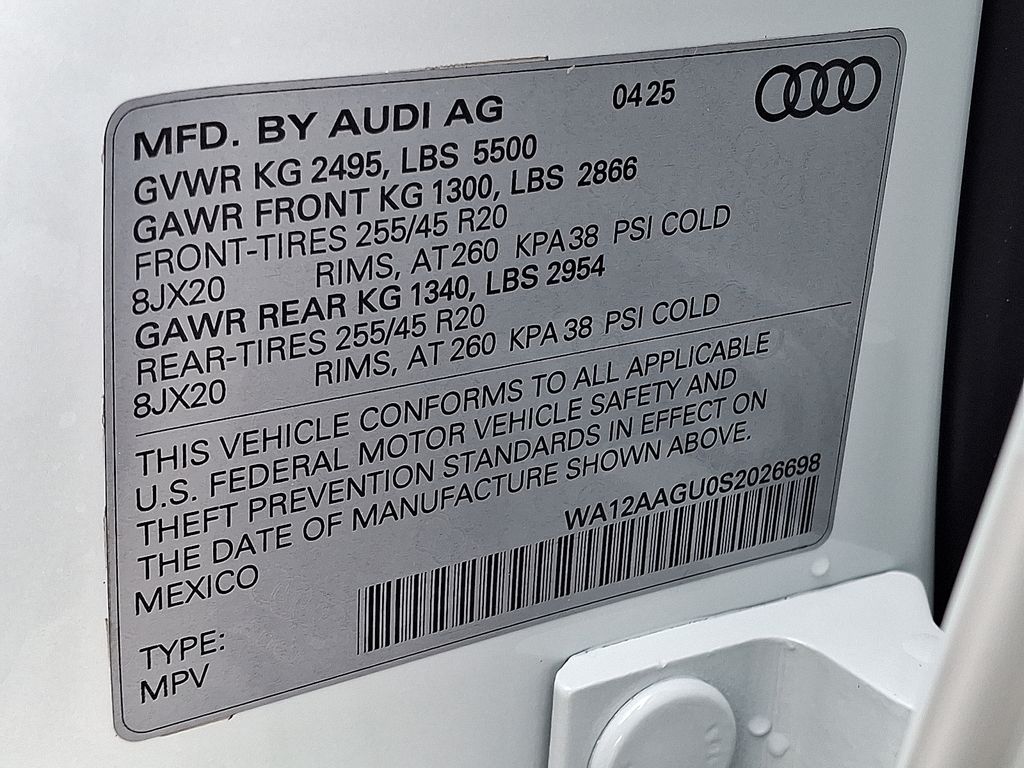 MFD. BY AUDI AG 04 25
GVWR KG 2495, LBS 5500
GAWR FRONT KG 1300, LBS 2866
FRONT-TIRES 255/45 R20
8JX20 RIMS, AT 260 KPA 38 PSI COLD
GAWR REAR KG 1340, LBS 2954
REAR-TIRES 255/45 R20
8JX20 RIMS, AT 260 KPA 38 PSI COLD
THIS VEHICLE CONFORMS TO ALL APPLICABLE
U.S. FEDERAL MOTOR VEHICLE SAFETY AND
THEFT PREVENTION STANDARDS IN EFFECT ON
THE DATE OF MANUFACTURE SHOWN ABOVE.
MEXICO WA12AAGU0S2026698
TYPE:
MPV